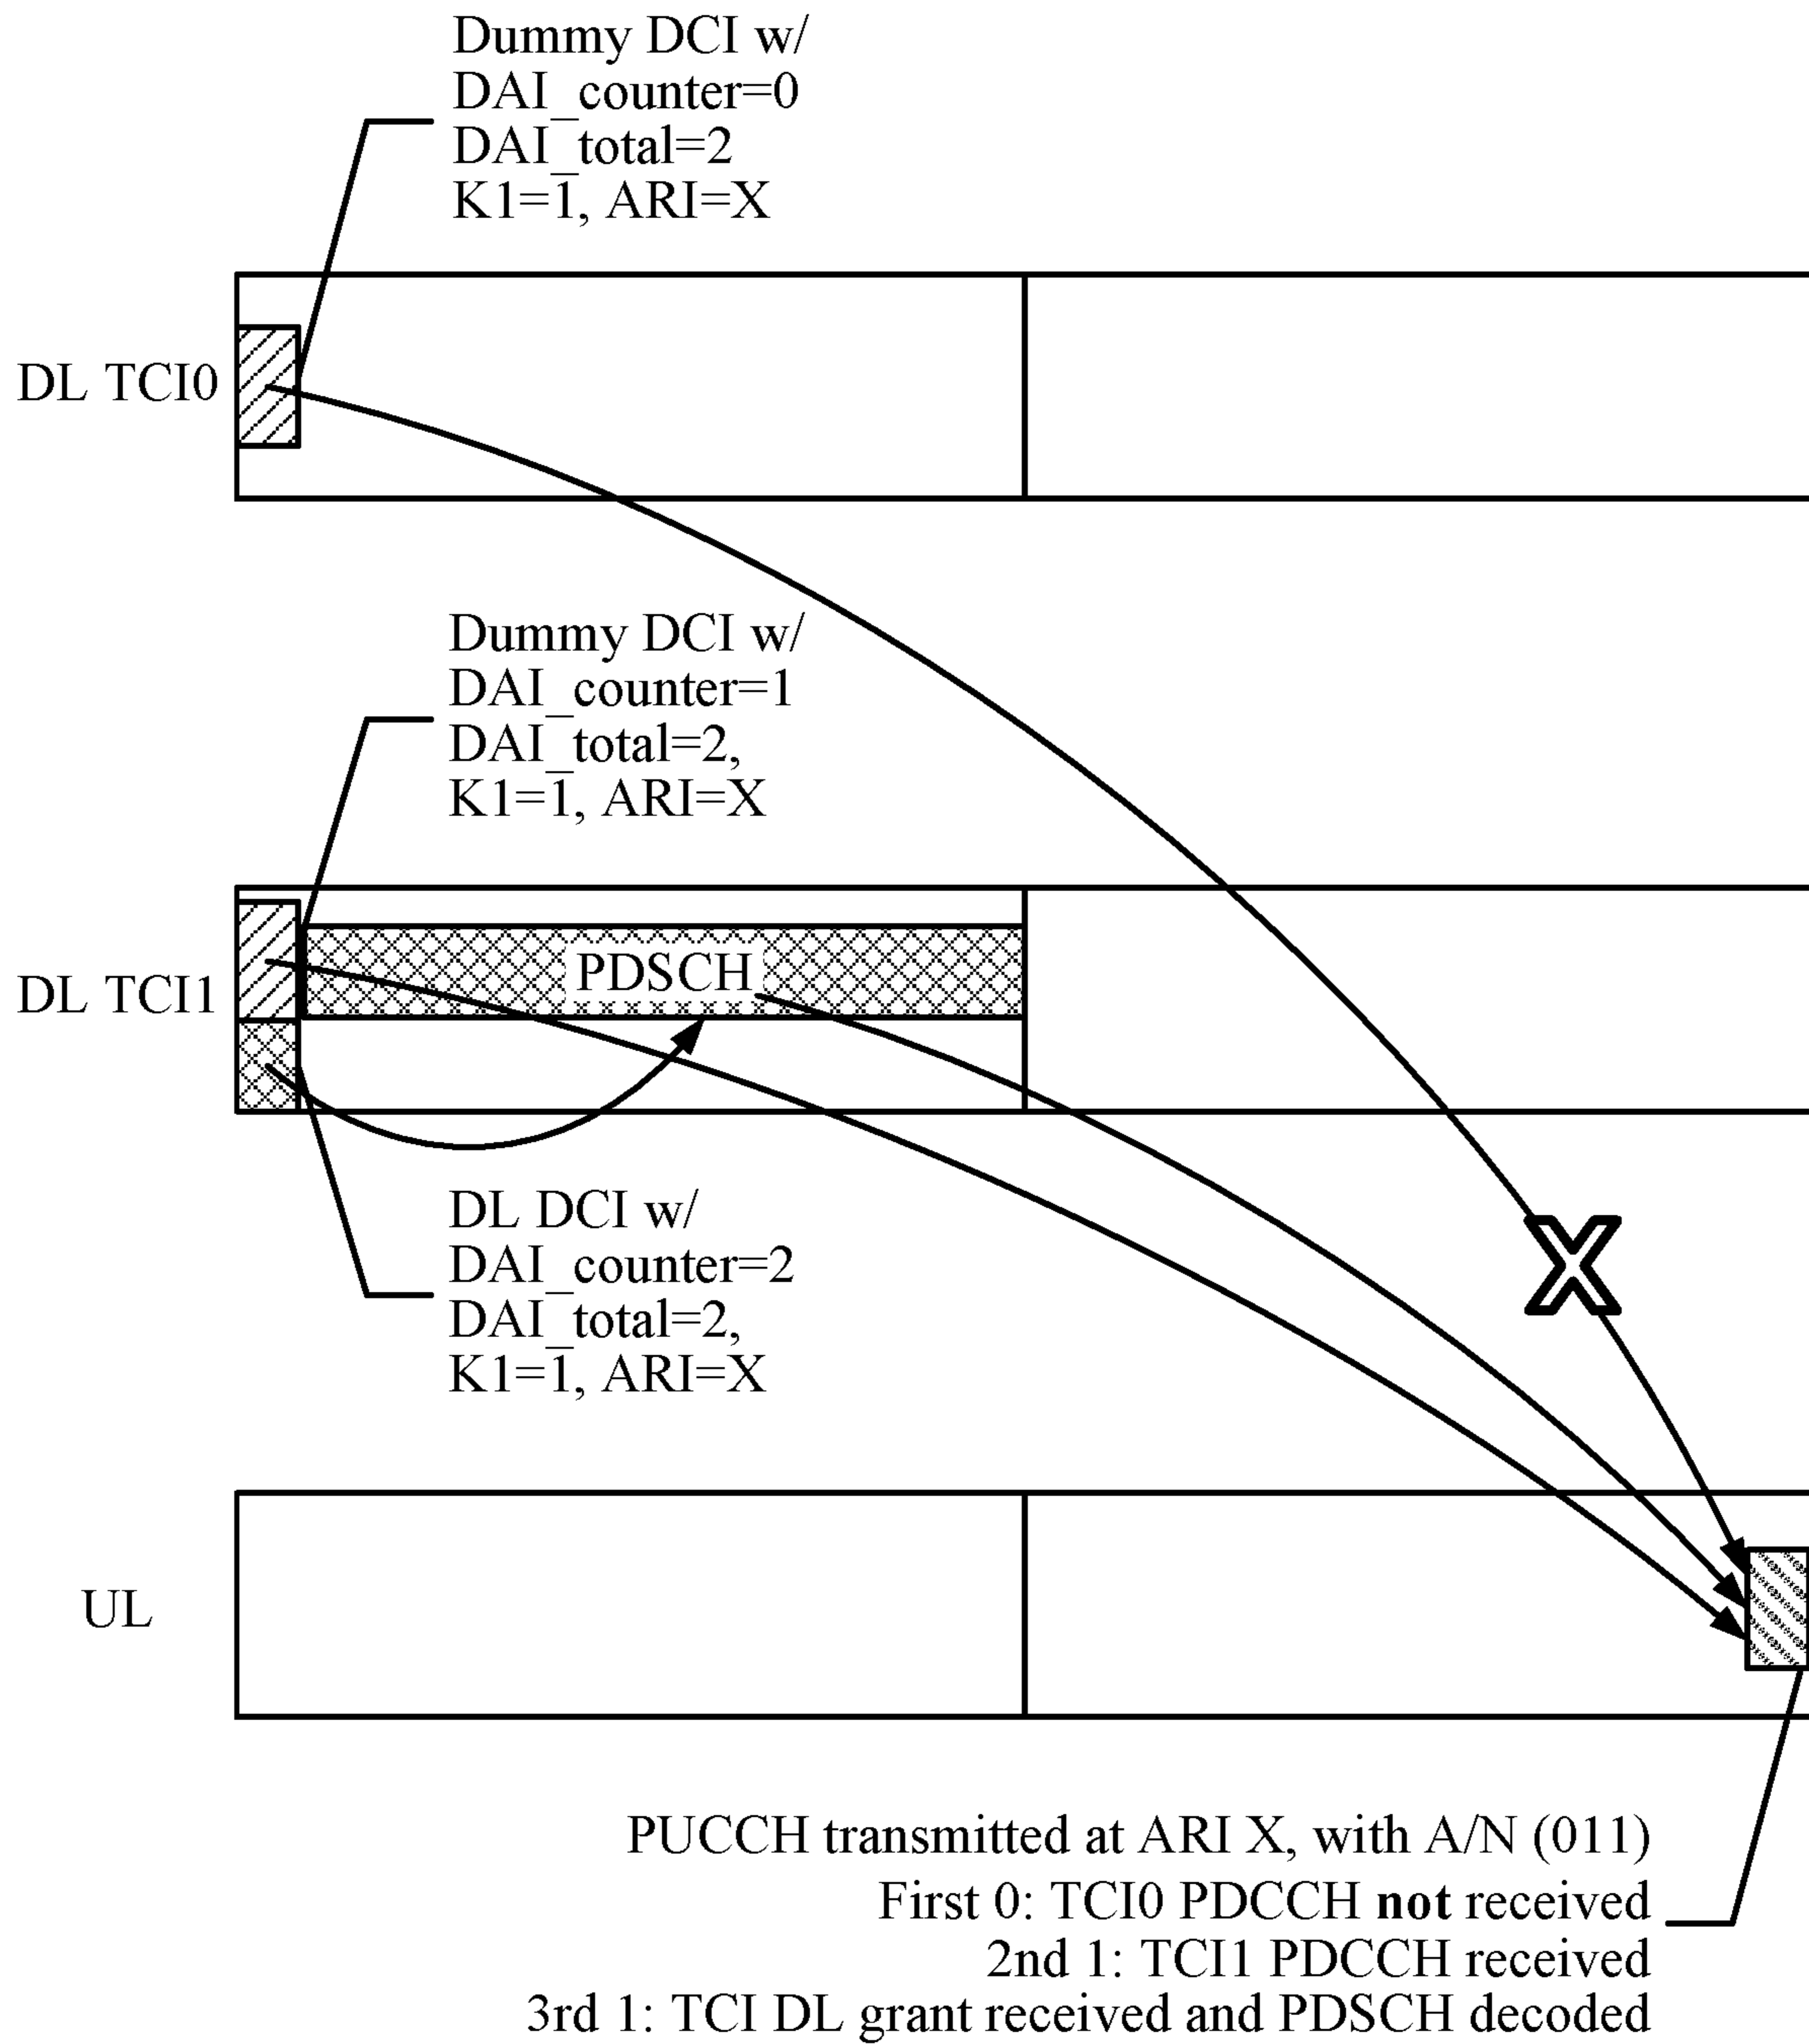 Dummy DCI w/
DAI_counter=0
DAI_total=2
K1=1, ARI=X
DL TCI0
Dummy DCI w/
DAI_counter=1
DAI_total=2,
K1=1, ARI=X
PDSCH
DL TCI1
DL DCI w/
DAI_counter=2
DAI_total=2,
K1=1, ARI=X
X
UL
PUCCH transmitted at ARI X, with A/N (011)
First 0: TCI0 PDCCH not received
2nd 1: TCI1 PDCCH received
3rd 1: TCI DL grant received and PDSCH decoded